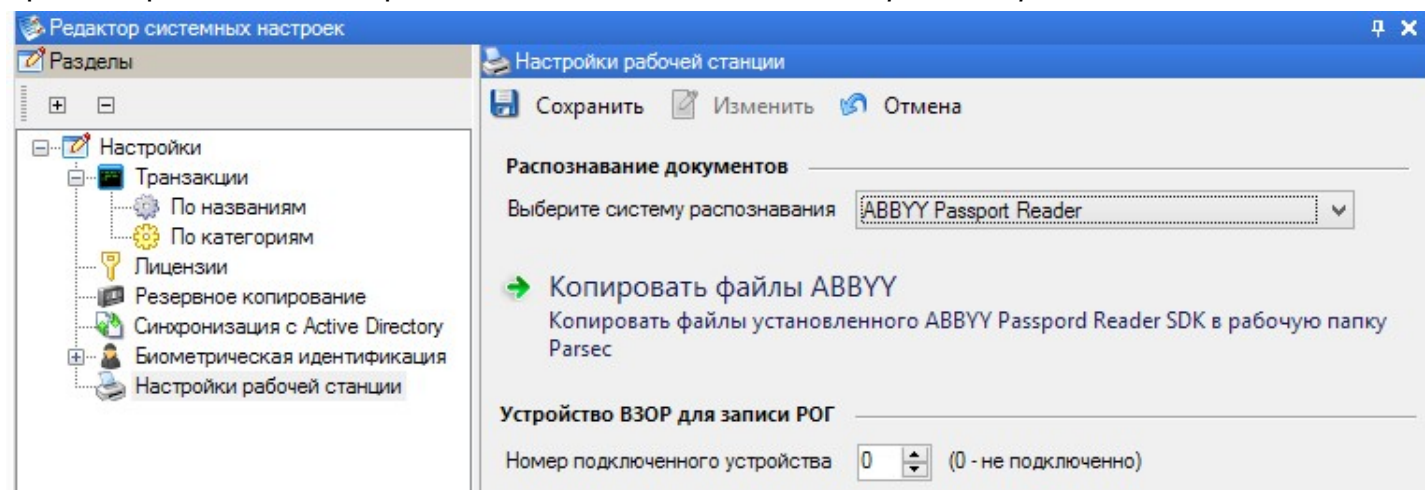 Редактор системных настроек
Разделы
Настройки
Транзакции
По названиям
По категориям
Лицензии
Резервное копирование
Синхронизация с Active Directory
Биометрическая идентификация
Настройки рабочей станции
Настройки рабочей станции
Сохранить Изменить Отмена
Распознавание документов
Выберите систему распознавания ABBYY Passport Reader
Копировать файлы ABBYY
Копировать файлы установленного ABBYY Passpord Reader SDK в рабочую папку
Parsec
Устройство ВЗОР для записи РОГ
Номер подключенного устройства 0 (0 - не подключенно)